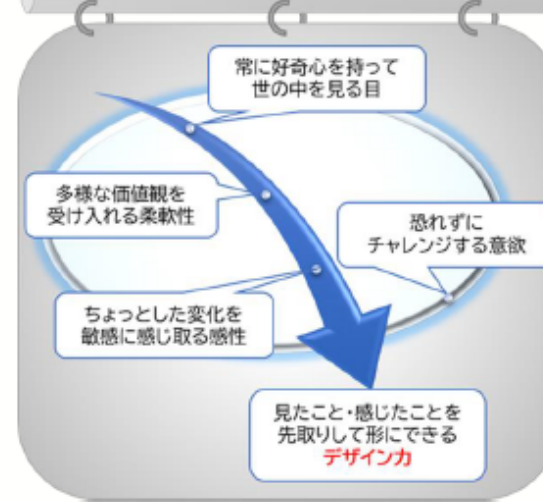 常に好奇心を持って
世の中を見る目
多様な価値観を
受け入れる柔軟性
恐れずに
チャレンジする意欲
ちょっとした変化を
敏感に感じ取る感性
見たこと・感じたことを
先取りして形にできる
デザイン力